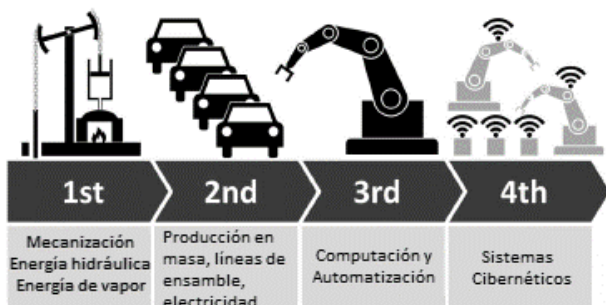 1st
2nd
3rd
4th
Mecanización
Energía hidráulica
Energía de vapor
Producción en
masa, líneas de
ensamble,
electricidad
Computación y
Automatización
Sistemas
Cibernéticos